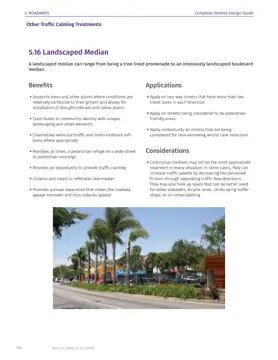 5. ROADWAYS
Complete Streets Design Guide
Other Traffic Calming Treatments
5.16 Landscaped Median
A landscaped median can range from being a tree-lined promenade to an intensively landscaped boulevard
median.
Benefits
• Supports trees and other plants where conditions are
relatively conducive to their growth and allows for
installation of drought-tolerant and native plants
• Contributes to community identity with unique
landscaping and other elements
• Channelizes vehicular traffic and limits midblock left-
turns where appropriate
• Provides, at times, a pedestrian refuge on a wide street
at pedestrian crossings
• Provides an opportunity to provide traffic calming
• Collects and treats or infiltrates stormwater
• Provides a visual separation that makes the roadway
appear narrower and thus reduces speeds
Applications
• Apply on two-way streets that have more than two
travel lanes in each direction.
• Apply on streets being considered to be pedestrian-
friendly areas.
• Apply contextually on streets that are being
considered for lane narrowing and/or lane reduction
Considerations
• Continuous medians may not be the most appropriate
treatment in every situation. In some cases, they can
increase traffic speeds by decreasing the perceived
friction through separating traffic flow directions.
They may also take up space that can be better used
for wider sidewalks, bicycle lanes, landscaping buffer
strips, or on-street parking.
Back to Table of Contents